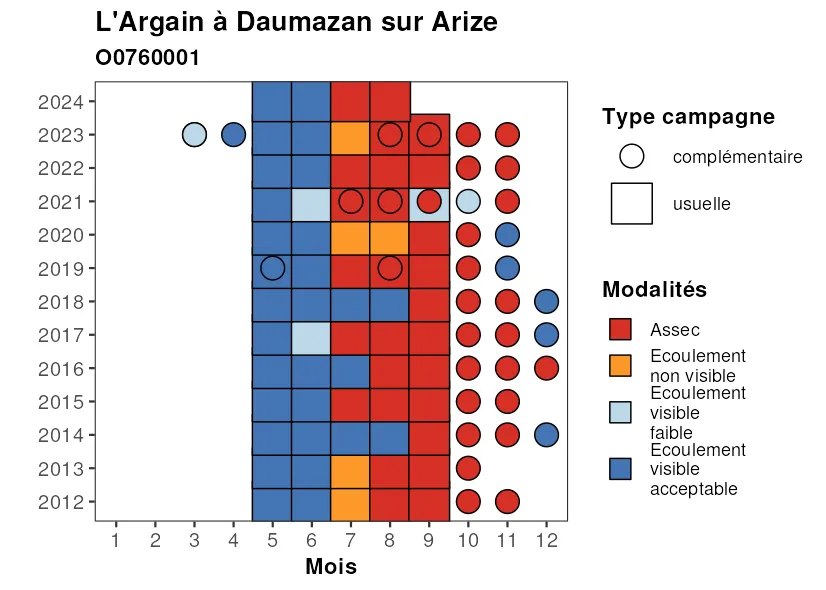 L'Argain à Daumazan sur Arize
O0760001
2024
2023
2022
2021
2020
2019
2018
2017
2016
2015
2014
2013
2012
1 2 3 4 5 6 7 8 9 10 11 12
Mois
Type campagne
complémentaire
usuelle
Modalités
Assec
Ecoulement
non visible
Ecoulement
visible
faible
Ecoulement
visible
acceptable